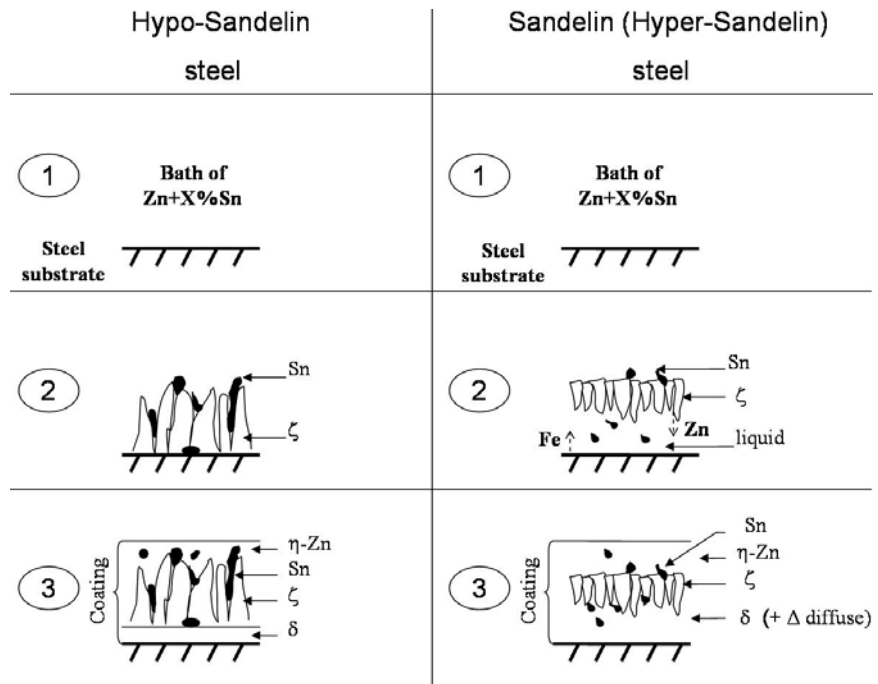 Hypo-Sandelin
steel
Sandelin (Hyper-Sandelin)
steel
1
Bath of
Zn+X%Sn
Steel
substrate
1
Bath of
Zn+X%Sn
Steel
substrate
2
Sn
ζ
2
Sn
ζ
Zn
Fe
liquid
3
Coating
η-Zn
Sn
ζ
δ
3
Coating
Sn
η-Zn
ζ
δ (+ Δ diffuse)